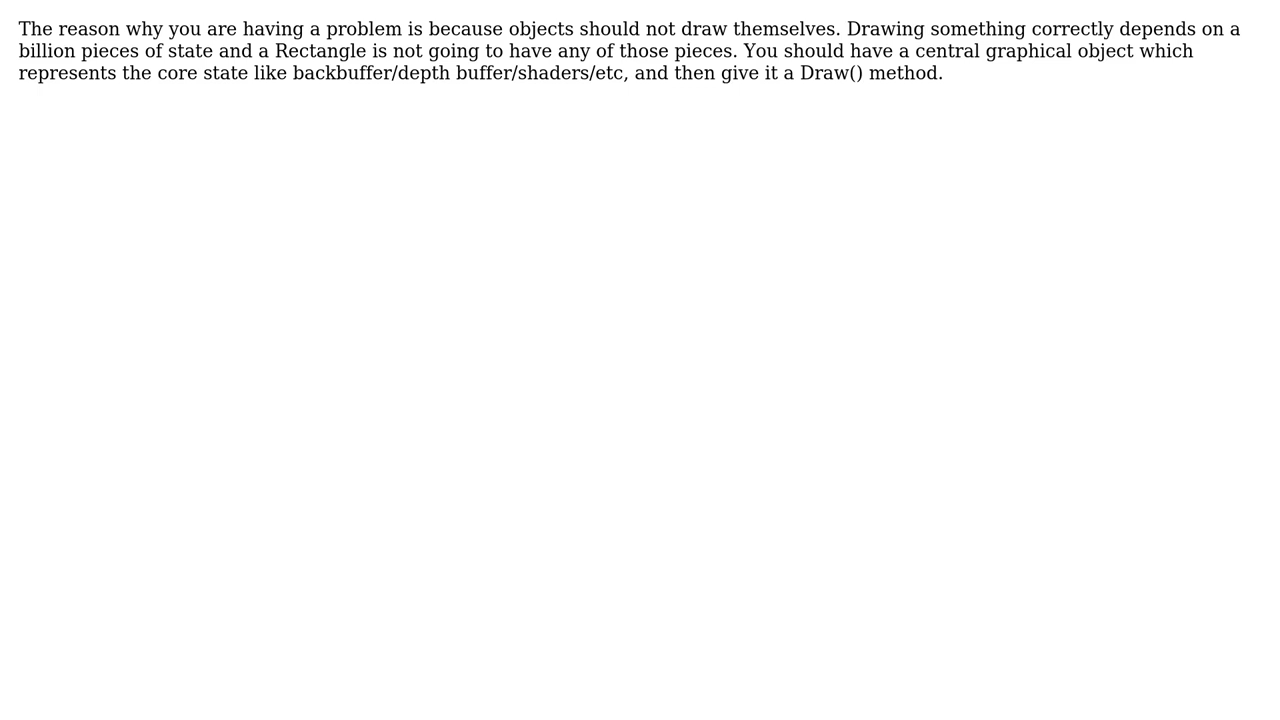 The reason why you are having a problem is because objects should not draw themselves. Drawing something correctly depends on a
billion pieces of state and a Rectangle is not going to have any of those pieces. You should have a central graphical object which
represents the core state like backbuffer/depth buffer/shaders/etc, and then give it a Draw() method.